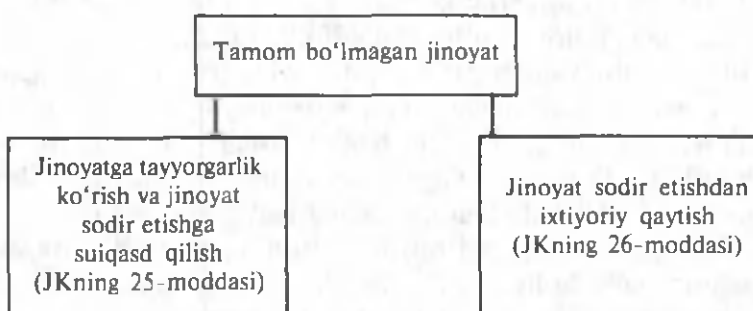 Tamom bo‘lmagan jinoyat
Jinoyatga tayyorgarlik
ko‘rish va jinoyat
sodir etishga
suiqasd qilish
(JKning 25-moddasi)
Jinoyat sodir etishdan
ixtiyoriy qaytish
(JKning 26-moddasi)